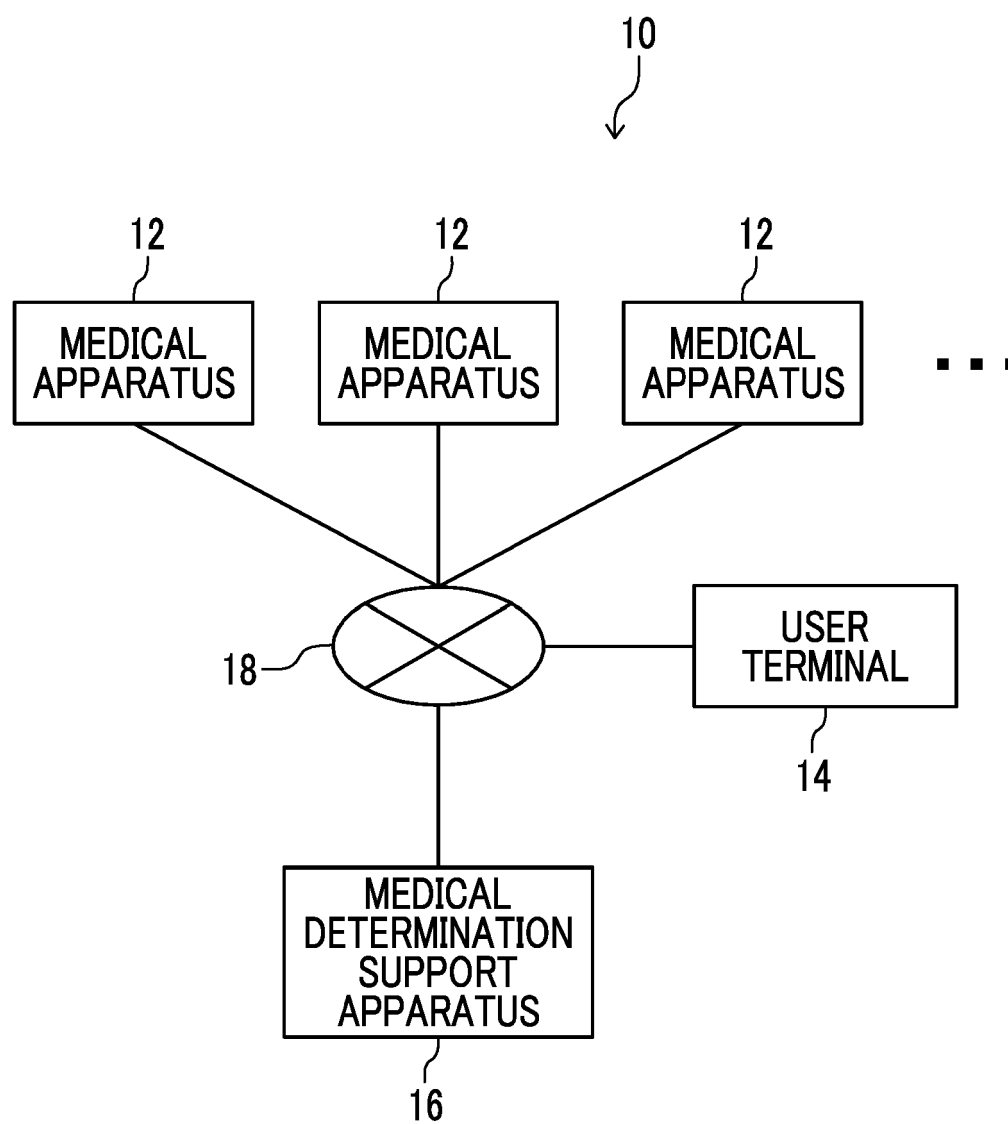 10
12
12
12
MEDICAL
APPARATUS
MEDICAL
APPARATUS
MEDICAL
APPARATUS
18
USER
TERMINAL
14
MEDICAL
DETERMINATION
SUPPORT
APPARATUS
16